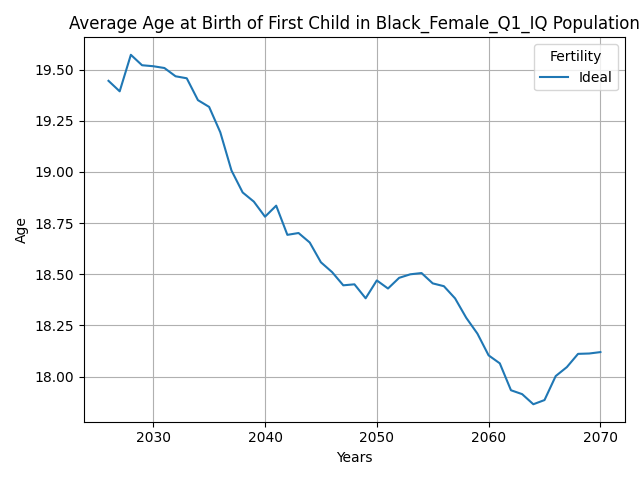 Average Age at Birth of First Child in Black_Female_Q1_IQ Population
Fertility
Ideal
19.50
19.25
19.00
18.75
18.50
18.25
18.00
Age
2030 2040 2050 2060 2070
Years